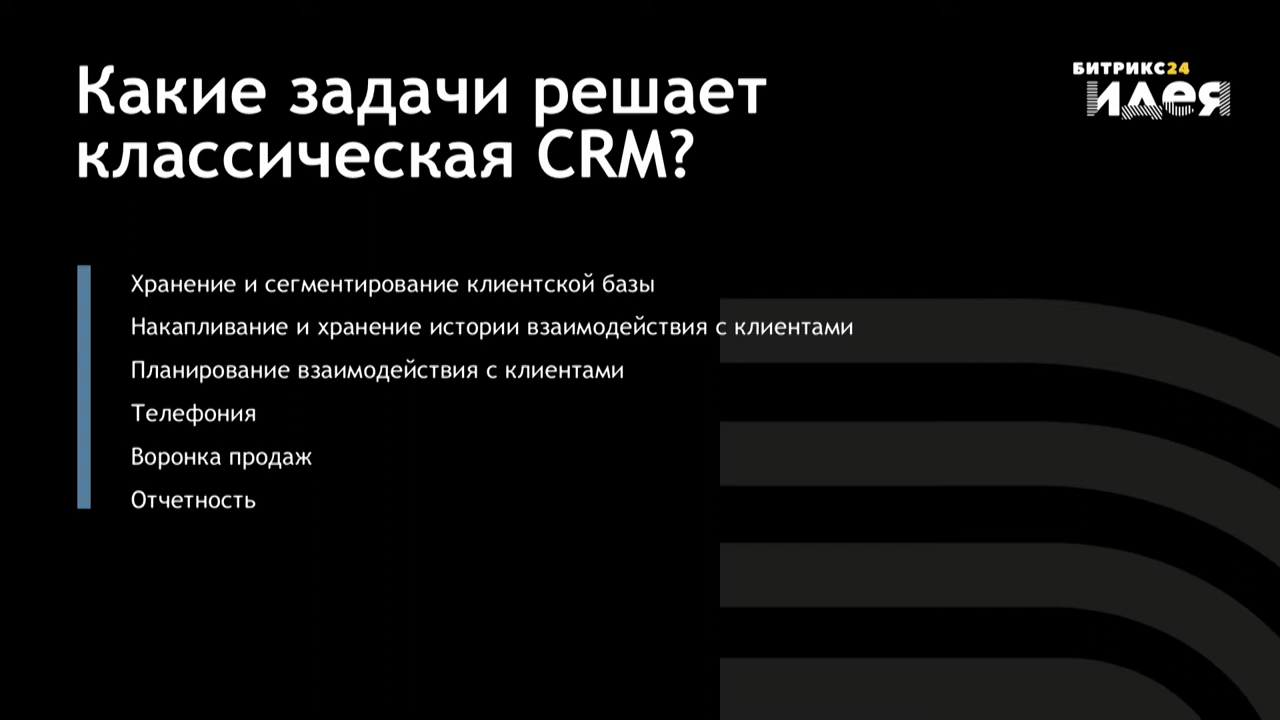 Какие задачи решает
классическая CRM?
БИТРИКС24
идея
Хранение и сегментирование клиентской базы
Накапливание и хранение истории взаимодействия с клиентами
Планирование взаимодействия с клиентами
Телефония
Воронка продаж
Отчетность